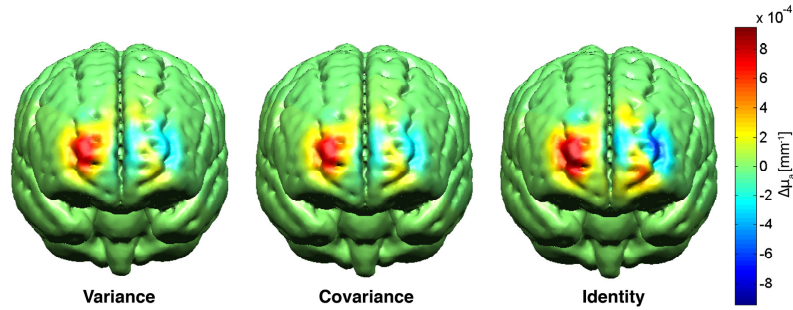 x 10⁻⁴
8
6
4
2
0
-2
-4
-6
-8
Δμₐ [mm⁻¹]
Variance
Covariance
Identity